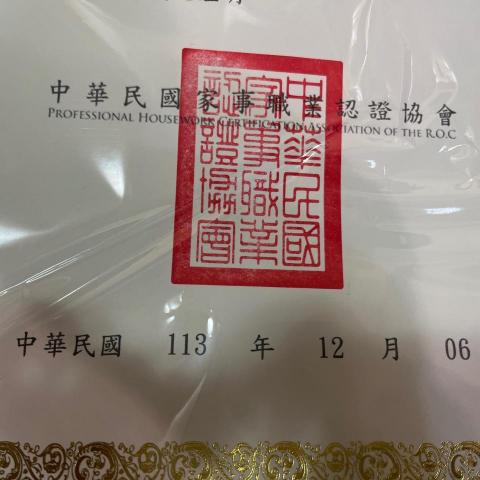 中華民國家事職業認證協會
PROFESSIONAL HOUSEWORK CERTIFICATION ASSOCIATION OF THE R.O.C
中華民國
家事職業
認證協會
中華民國 113 年 12 月 06